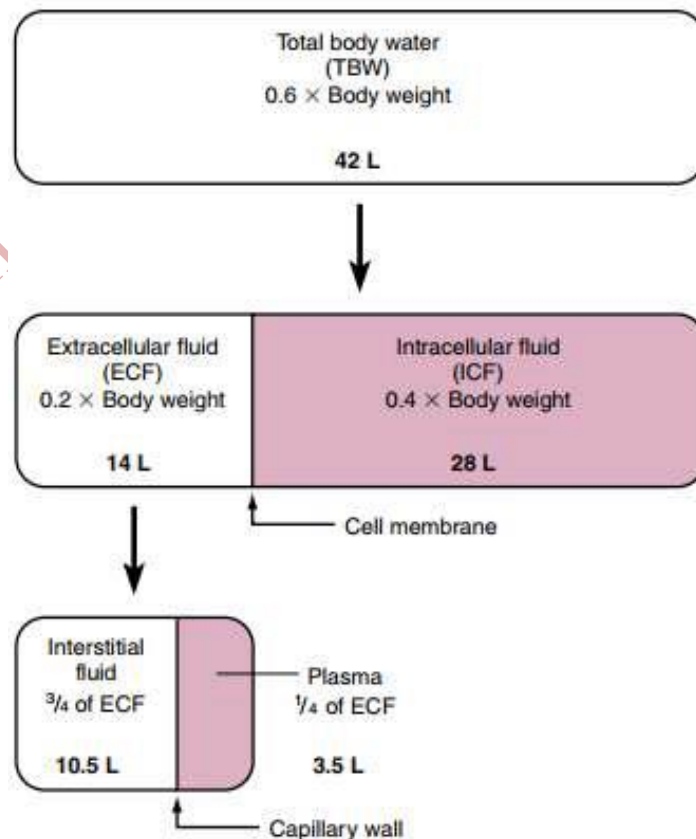 Total body water
(TBW)
0.6 × Body weight
42 L
Extracellular fluid
(ECF)
0.2 × Body weight
14 L
Intracellular fluid
(ICF)
0.4 × Body weight
28 L
Cell membrane
Interstitial
fluid
3/4 of ECF
10.5 L
Plasma
1/4 of ECF
3.5 L
Capillary wall